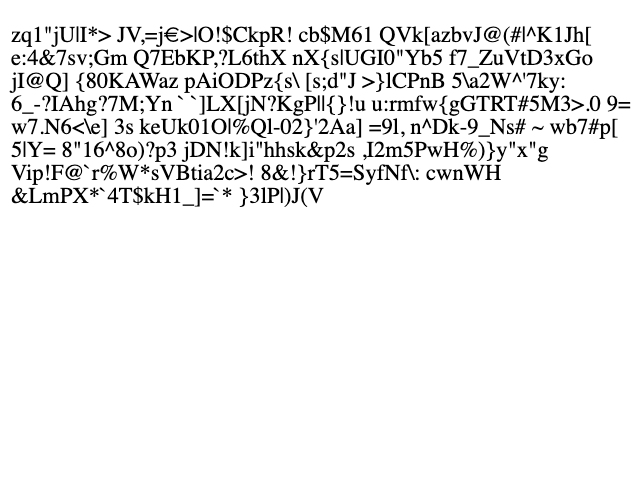 zq1"jU|I*> JV,=j€>|O!$CkpR! cb$M61 QVk[azbvJ@(#|^K1Jh[
e:4&7sv;Gm Q7EbKP,?L6thX nX{s|UGI0"Yb5 f7_ZuVtD3xGo
jI@Q] {80KAWaz pAiODPz{s\ [s;d"J >}lCPnB 5\a2W^'7ky:
6_-?IAhg?7M;Yn``]LX[jN?KgP||{}!u u:rmfw{gGTRT#5M3>.0 9=
w7.N6<\e] 3s keUk01O|%Ql-02}'2Aa] =9l, n^Dk-9_Ns# ~ wb7#p[
5|Y= 8"16^8o)?p3 jDN!k]i"hhsk&p2s ,I2m5PwH%)}y"x"g
Vip!F@`r%W*sVBtia2c>! 8&!}rT5=SyfNf\: cwnWH
&LmPX*`4T$kH1_]=`* }3lP|)J(V